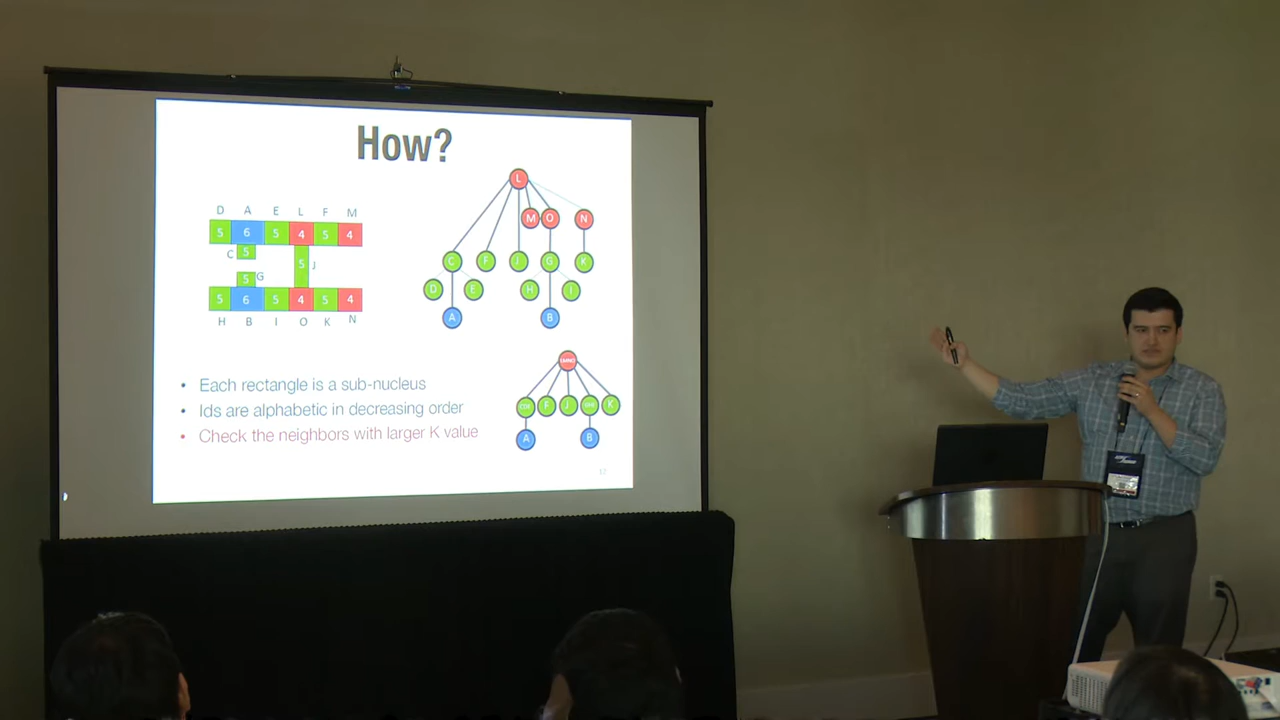 How?
D A E L F M
5 6 5 4 5 4
C 5
5 J
5 G
5 6 5 4 5 4
H B I O K N
L
M O N
C F J G K
D E H I
A B
F J K
A B
• Each rectangle is a sub-nucleus
• Ids are alphabetic in decreasing order
• Check the neighbors with larger K value
12